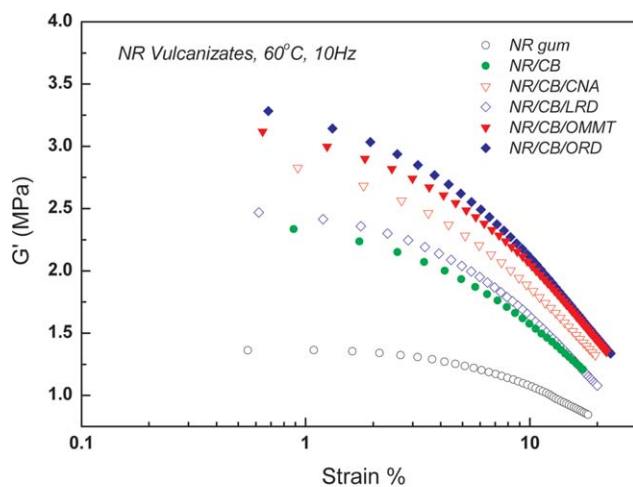 NR Vulcanizates, 60°C, 10Hz
NR gum
NR/CB
NR/CB/CNA
NR/CB/LRD
NR/CB/OMMT
NR/CB/ORD
G' (MPa)
4.0
3.5
3.0
2.5
2.0
1.5
1.0
0.1
1
10
Strain %